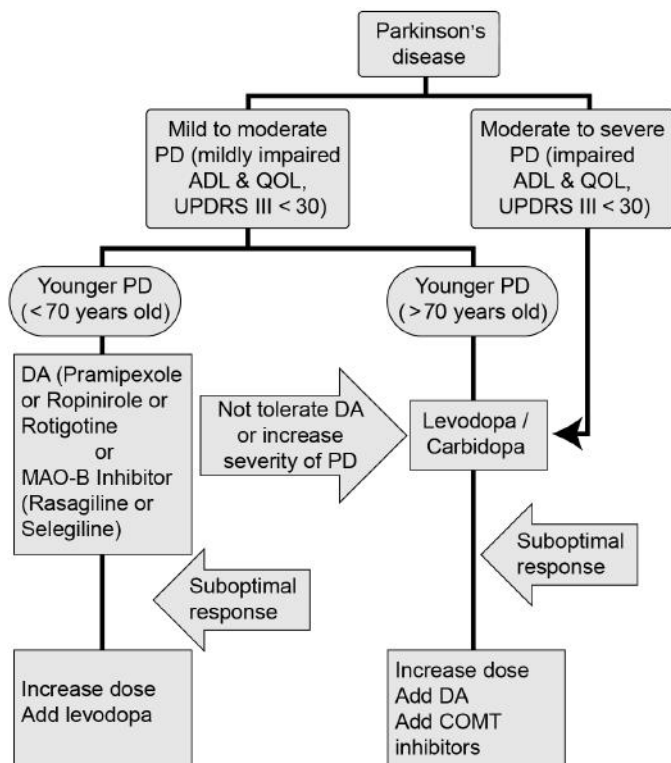 Parkinson's
disease
Mild to moderate
PD (mildly impaired
ADL & QOL,
UPDRS III < 30)
Moderate to severe
PD (impaired
ADL & QOL,
UPDRS III < 30)
Younger PD
(< 70 years old)
Younger PD
(> 70 years old)
DA (Pramipexole
or Ropinirole or
Rotigotine
or
MAO-B Inhibitor
(Rasagiline or
Selegiline)
Not tolerate DA
or increase
severity of PD
Levodopa /
Carbidopa
Suboptimal
response
Suboptimal
response
Increase dose
Add levodopa
Increase dose
Add DA
Add COMT
inhibitors